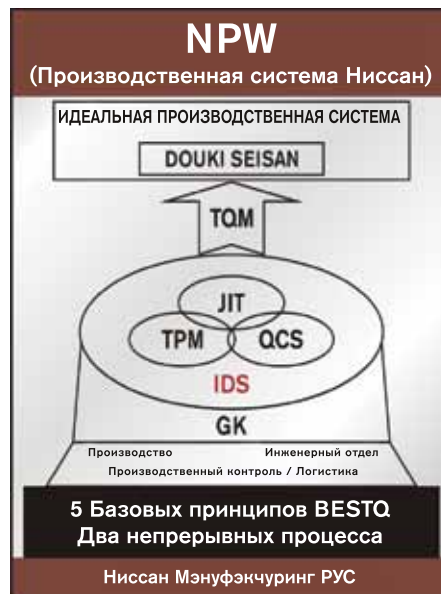 NPW
(Производственная система Ниссан)
ИДЕАЛЬНАЯ ПРОИЗВОДСТВЕННАЯ СИСТЕМА
DOUKI SEISAN
TQM
JIT
TPM QCS
IDS
GK
Производство Инженерный отдел
Производственный контроль / Логистика
5 Базовых принципов BESTQ
Два непрерывных процесса
Ниссан Мэнуфэкчуринг РУС